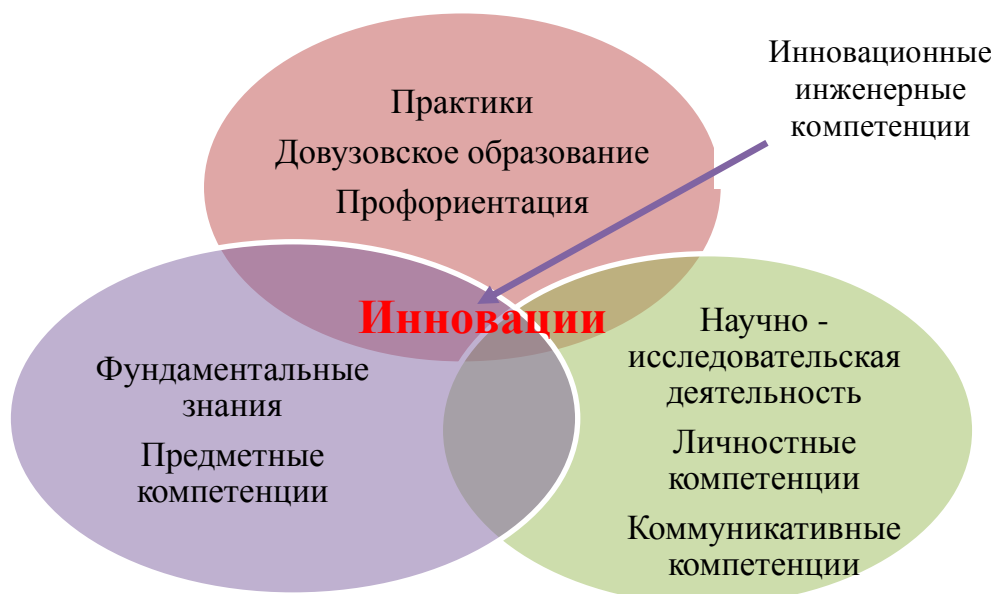 Инновационные
инженерные
компетенции
Практики
Довузовское образование
Профориентация
Инновации
Фундаментальные
знания
Предметные
компетенции
Научно -
исследовательская
деятельность
Личностные
компетенции
Коммуникативные
компетенции